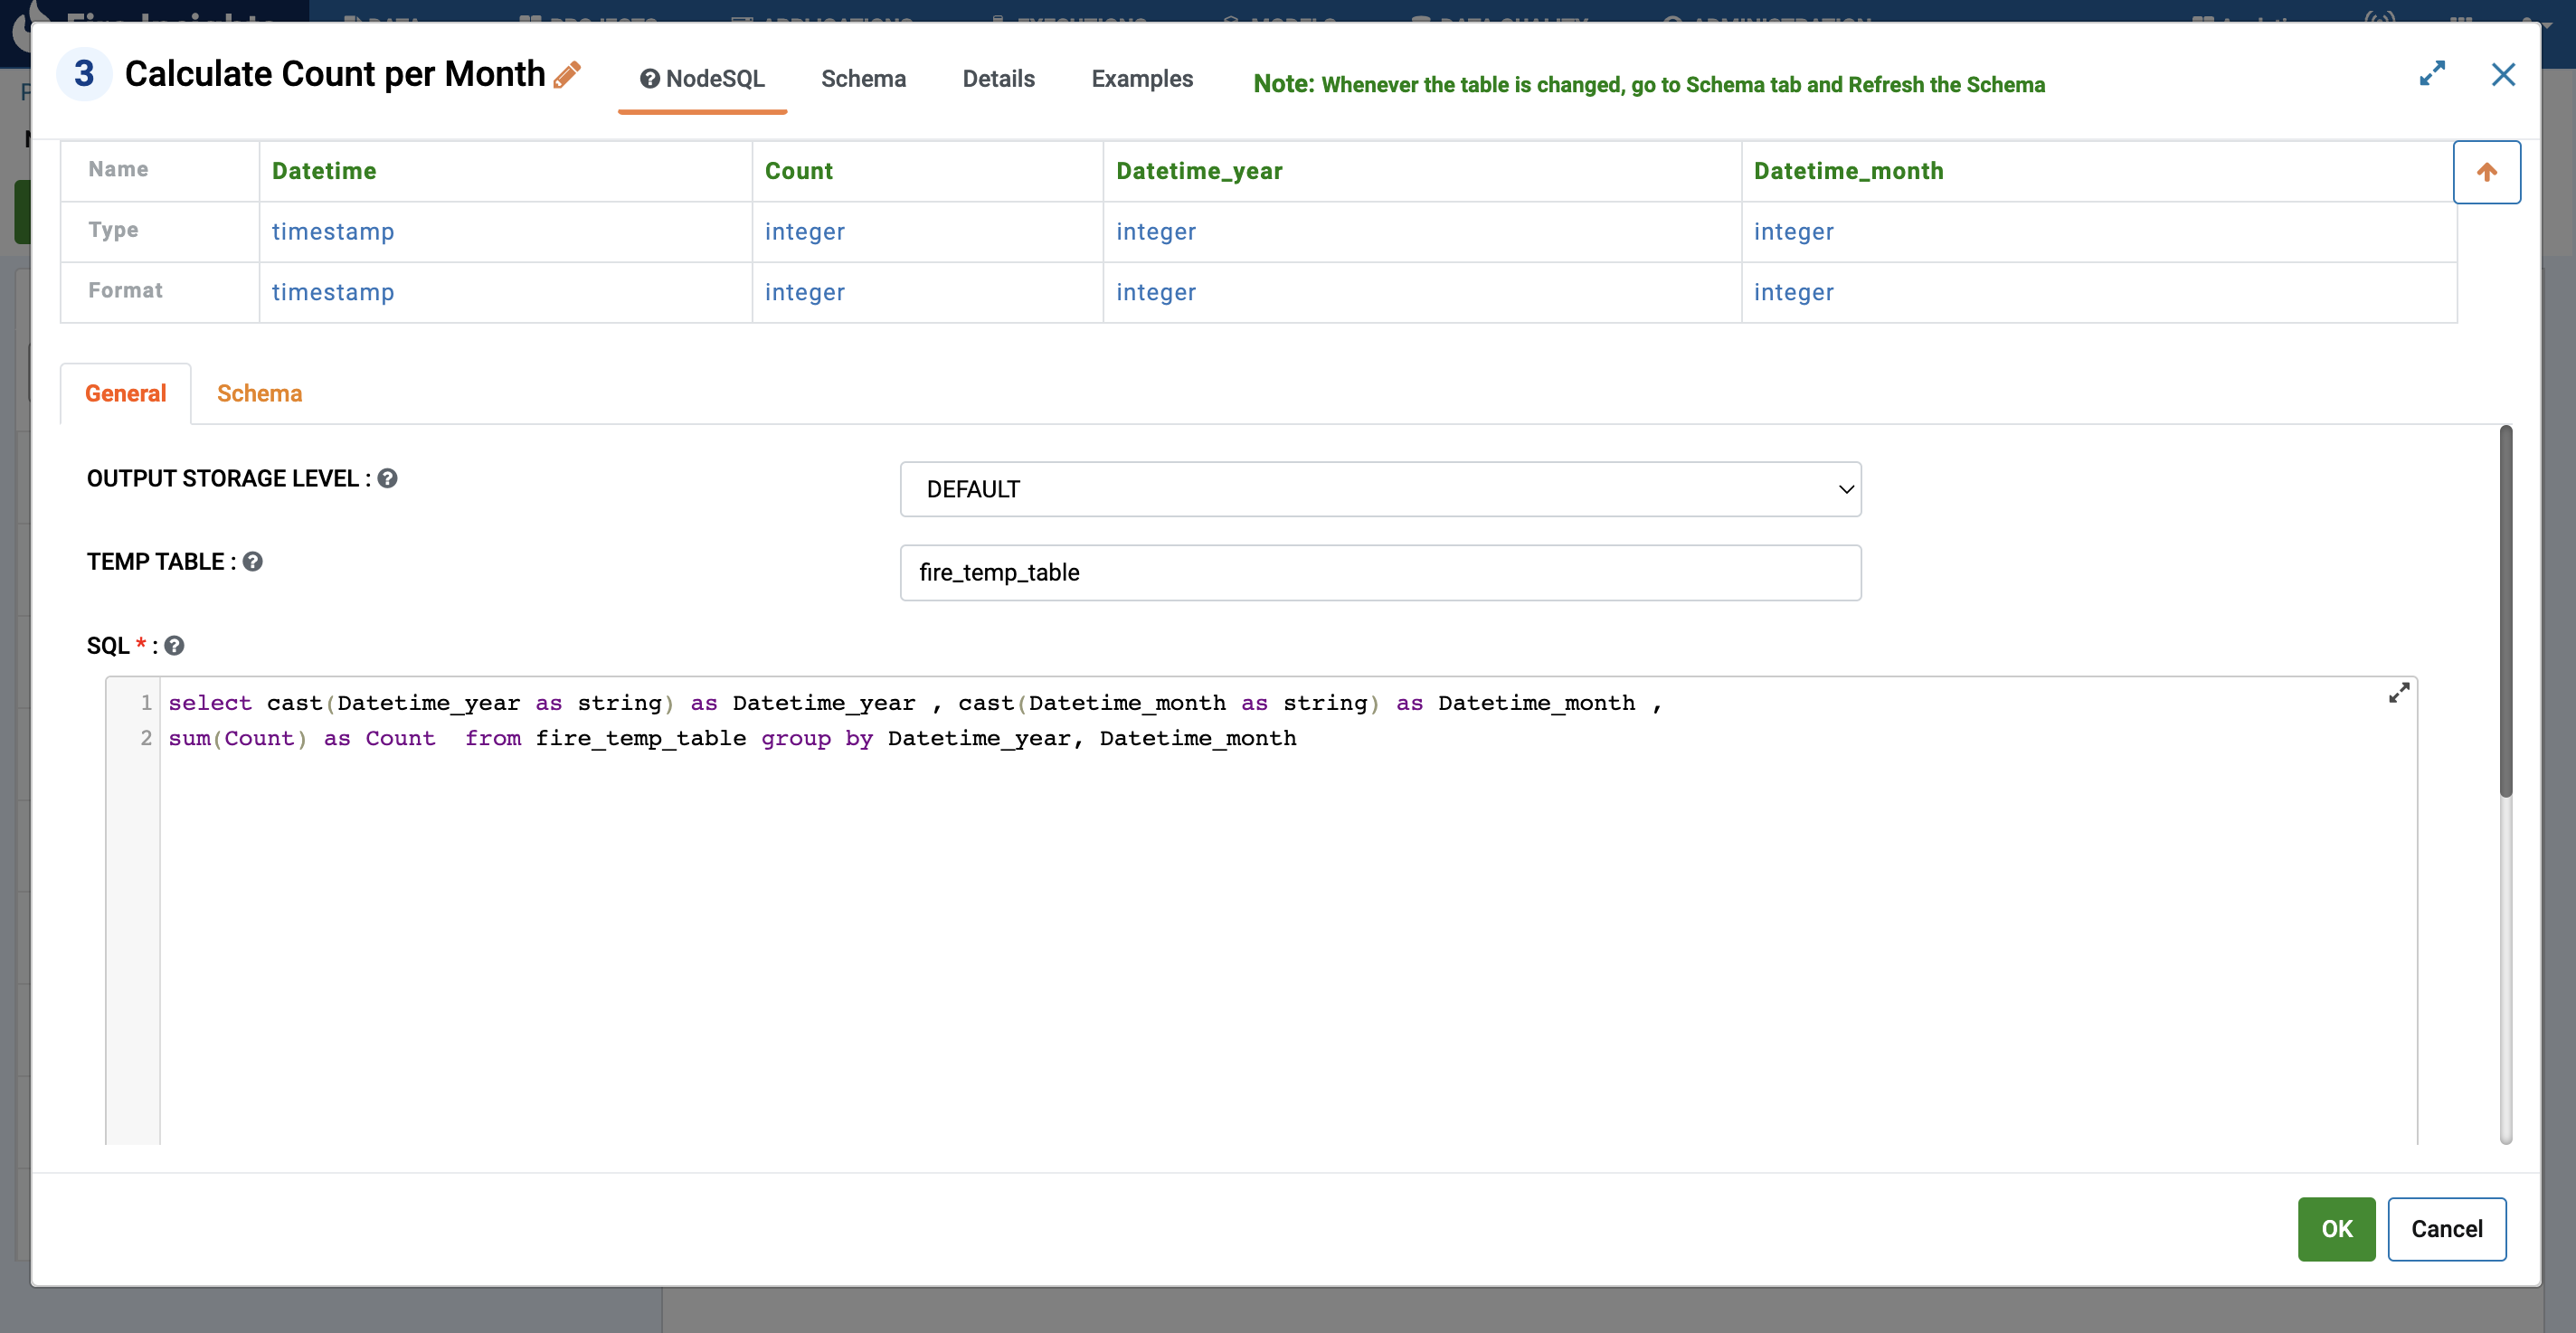 3 Calculate Count per Month NodeSQL Schema Details Examples Note: Whenever the table is changed, go to Schema tab and Refresh the Schema
Name Datetime Count Datetime_year Datetime_month
Type timestamp integer integer integer
Format timestamp integer integer integer
General Schema
OUTPUT STORAGE LEVEL : DEFAULT
TEMP TABLE : fire_temp_table
SQL * :
1 select cast(Datetime_year as string) as Datetime_year , cast(Datetime_month as string) as Datetime_month ,
2 sum(Count) as Count  from fire_temp_table group by Datetime_year, Datetime_month
OK Cancel